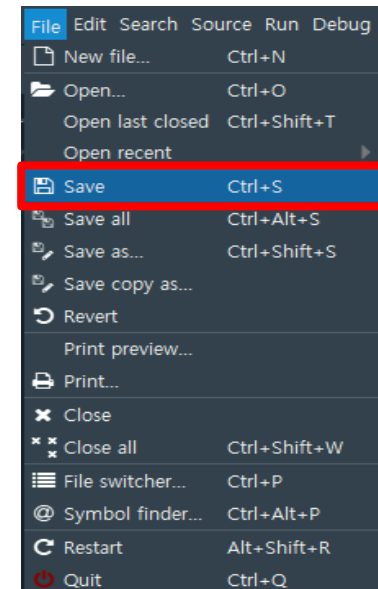 File Edit Search Source Run Debug
New file... Ctrl+N
Open... Ctrl+O
Open last closed Ctrl+Shift+T
Open recent
Save Ctrl+S
Save all Ctrl+Alt+S
Save as... Ctrl+Shift+S
Save copy as...
Revert
Print preview...
Print...
Close
Close all Ctrl+Shift+W
File switcher... Ctrl+P
Symbol finder... Ctrl+Alt+P
Restart Alt+Shift+R
Quit Ctrl+Q